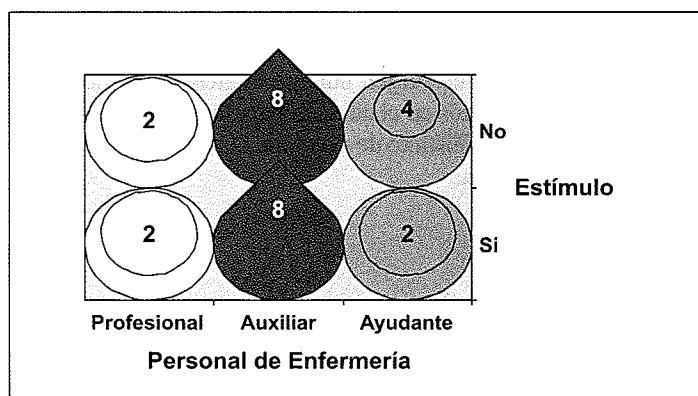 2 8 4 No
Estímulo
2 8 2 Si
Profesional Auxiliar Ayudante
Personal de Enfermería